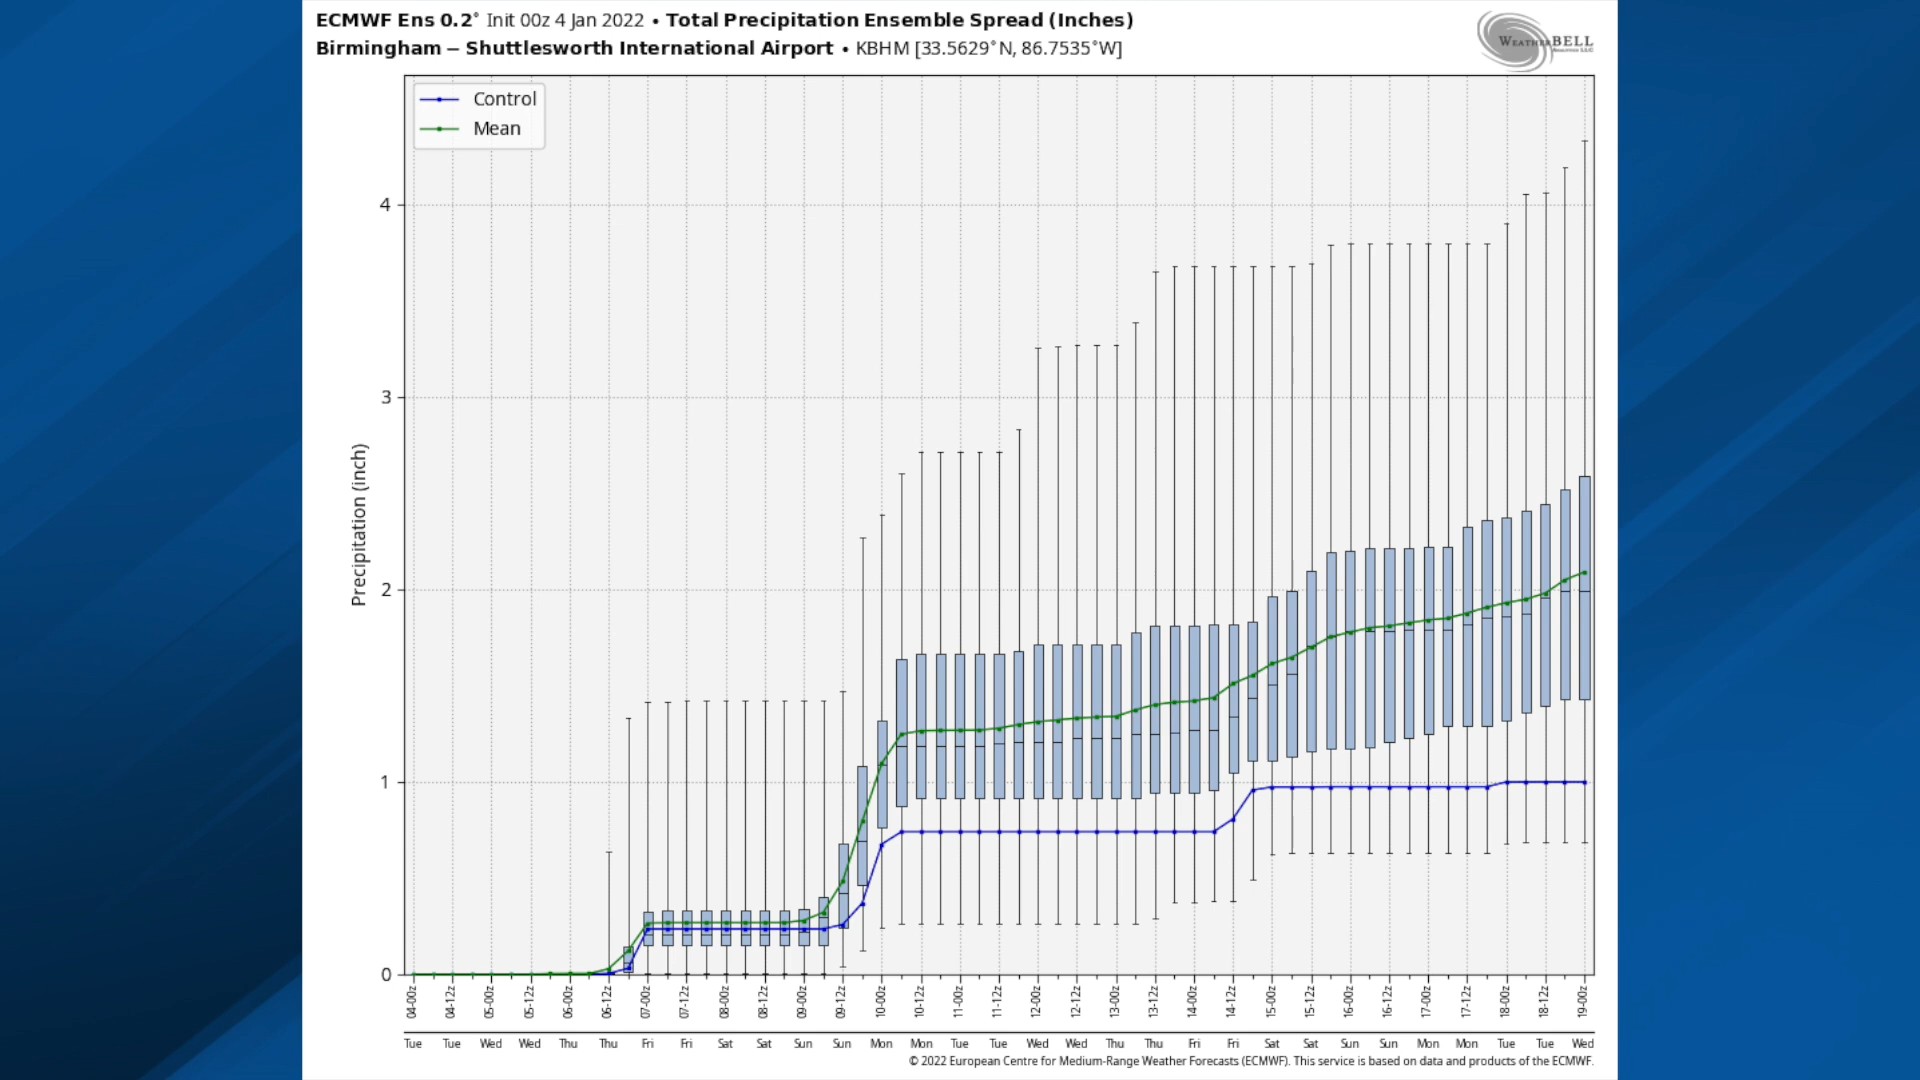 ECMWF Ens 0.2° Init 00z 4 Jan 2022 • Total Precipitation Ensemble Spread (Inches)
Birmingham – Shuttlesworth International Airport • KBHM [33.5629°N, 86.7535°W]
WEATHERBELL
Control
Mean
Precipitation (inch)
4
3
2
1
0
04-00z 04-12z 05-00z 05-12z 06-00z 06-12z 07-00z 07-12z 08-00z 08-12z 09-00z 09-12z 10-00z 10-12z 11-00z 11-12z 12-00z 12-12z 13-00z 13-12z 14-00z 14-12z 15-00z 15-12z 16-00z 16-12z 17-00z 17-12z 18-00z 18-12z 19-00z
Tue Tue Wed Wed Thu Thu Fri Fri Sat Sat Sun Sun Mon Mon Tue Tue Wed Wed Thu Thu Fri Fri Sat Sat Sun Sun Mon Mon Tue Tue Wed
© 2022 European Centre for Medium-Range Weather Forecasts (ECMWF). This service is based on data and products of the ECMWF.